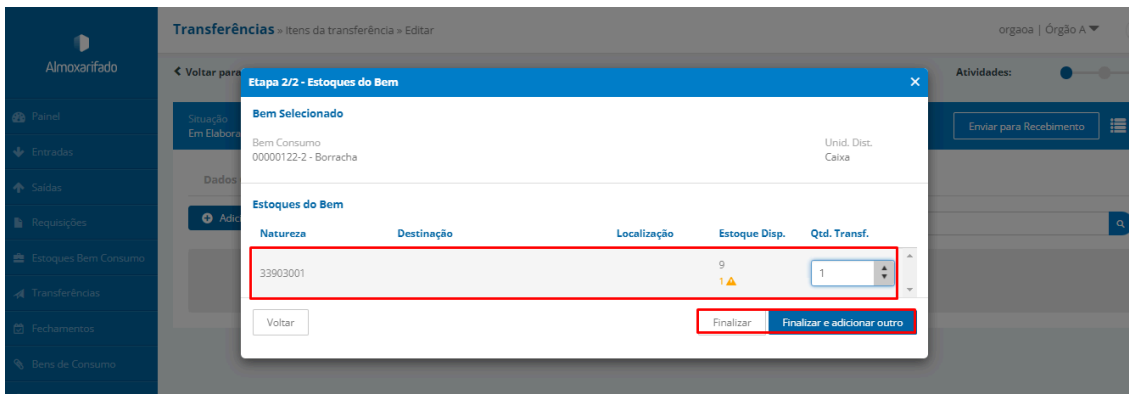 Almoxarifado
Painel
Entradas
Saídas
Requisições
Estoques Bem Consumo
Transferências
Fechamentos
Bens de Consumo
Transferências » Itens da transferência » Editar
orgaoa | Órgão A
Voltar para
Atividades:
Situação
Em Elabora
Enviar para Recebimento
Dados
Adici
Etapa 2/2 - Estoques do Bem
Bem Selecionado
Bem Consumo Unid. Dist.
00000122-2 - Borracha Caixa
Estoques do Bem
Natureza Destinação Localização Estoque Disp. Qtd. Transf.
33903001 9 1
1
Voltar Finalizar Finalizar e adicionar outro